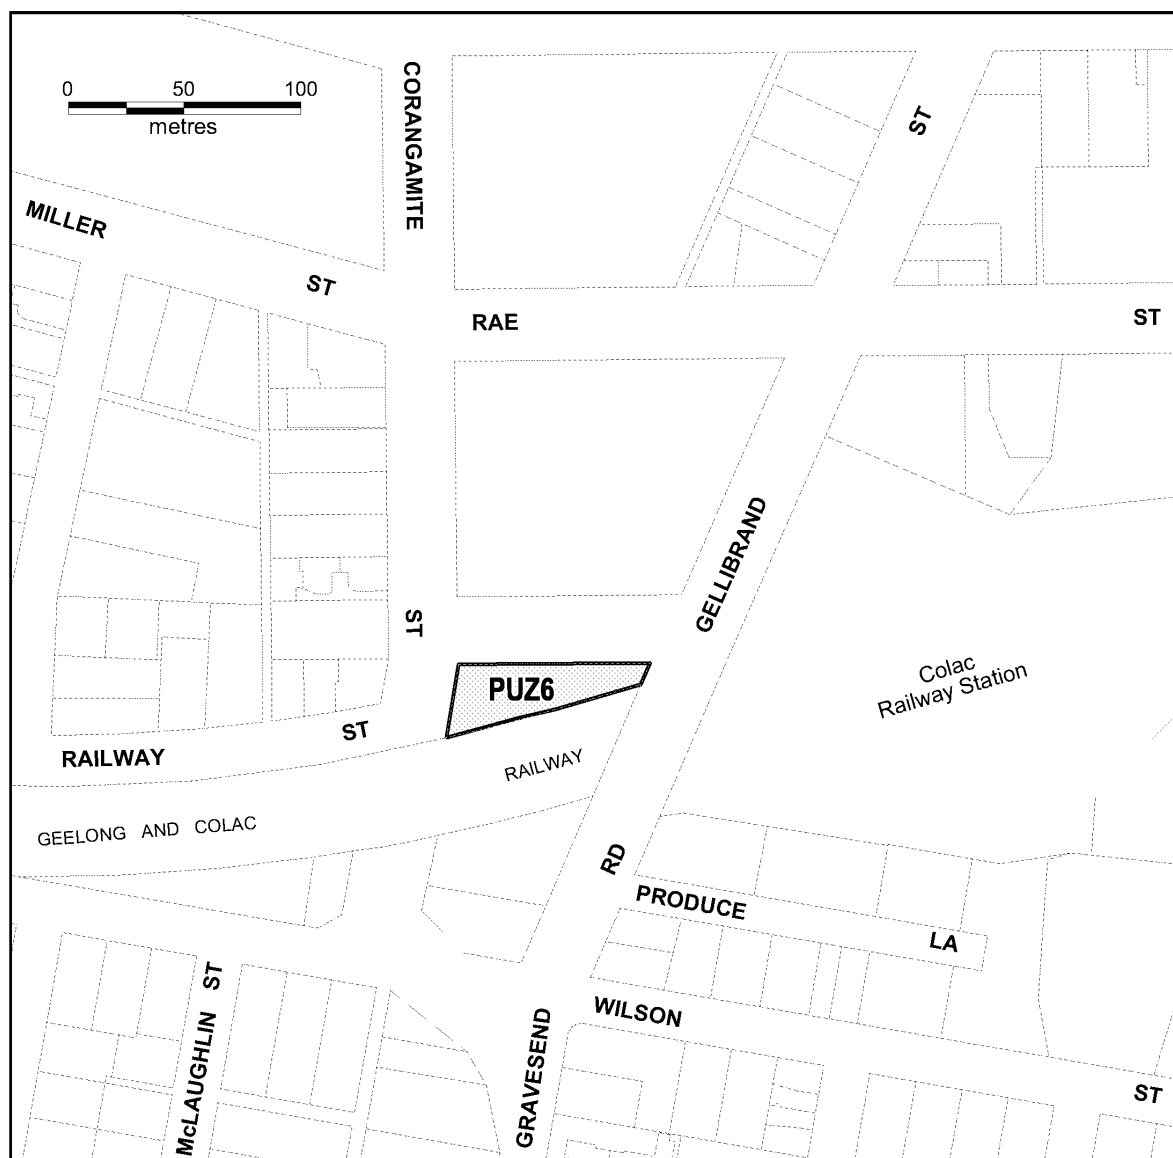 0 50 100
metres
CORANGAMITE
ST
MILLER
ST
RAE
ST
GELLIBRAND
ST
PUZ6
Colac
Railway Station
ST
RAILWAY
RAILWAY
GEELONG AND COLAC
RD
PRODUCE
LA
McLAUGHLIN ST
GRAVESEND
WILSON
ST